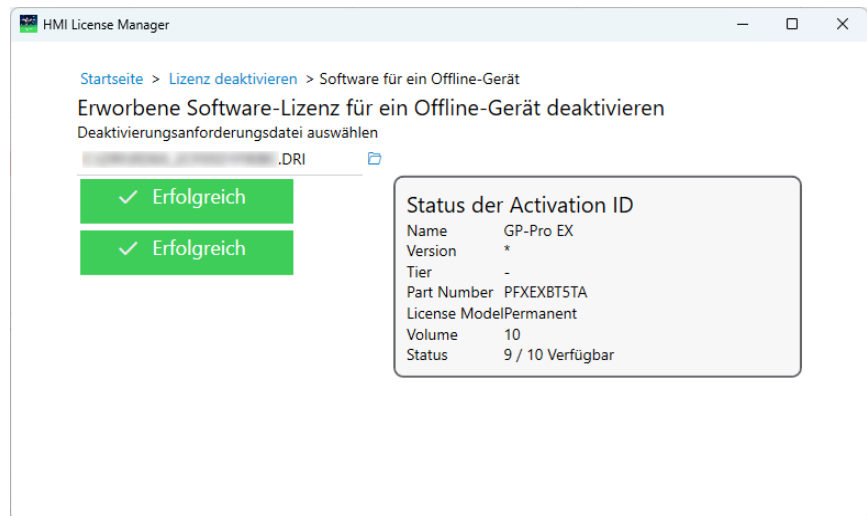 HMI License Manager
Startseite > Lizenz deaktivieren > Software für ein Offline-Gerät
Erworbene Software-Lizenz für ein Offline-Gerät deaktivieren
Deaktivierungsanforderungsdatei auswählen
.DRI
Erfolgreich
Erfolgreich
Status der Activation ID
Name GP-Pro EX
Version *
Tier -
Part Number PFXEXBT5TA
License Model Permanent
Volume 10
Status 9 / 10 Verfügbar